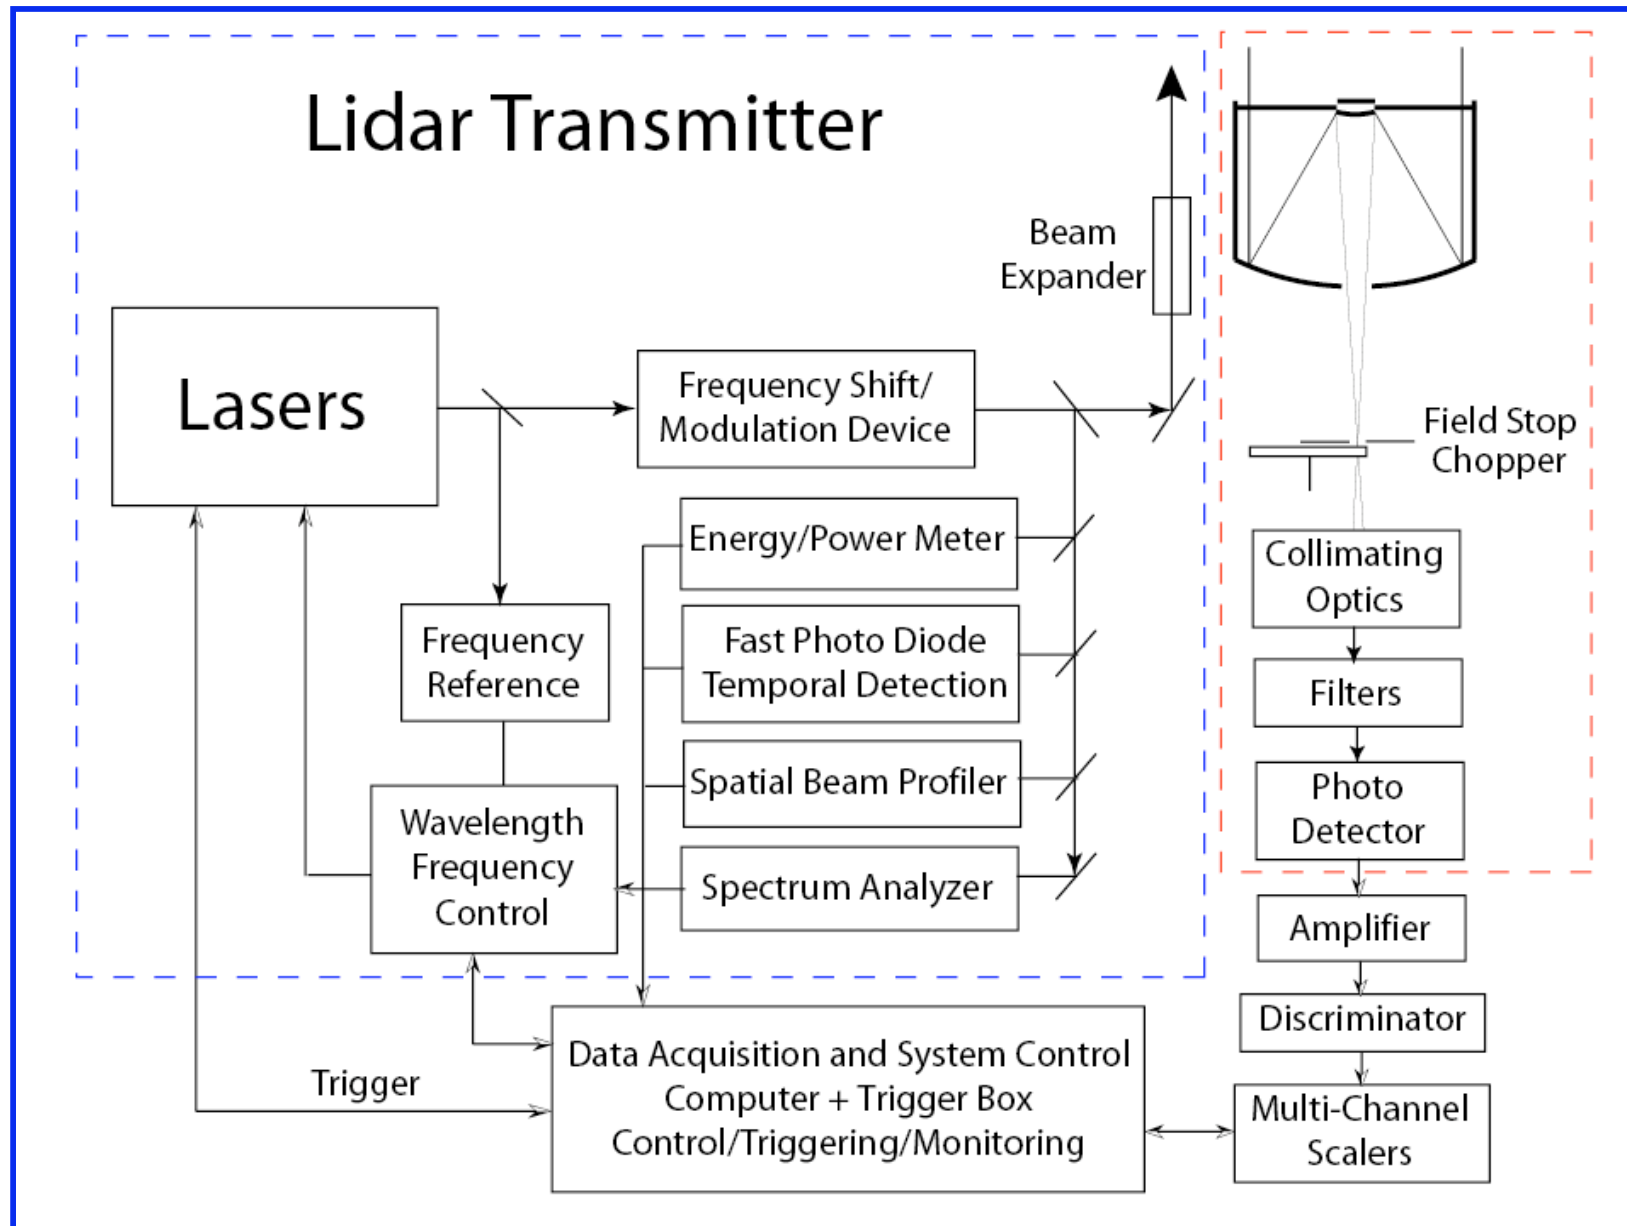 Lidar Transmitter
Beam
Expander
Lasers
Frequency Shift/
Modulation Device
Field Stop
Chopper
Energy/Power Meter
Collimating
Optics
Frequency
Reference
Fast Photo Diode
Temporal Detection
Filters
Spatial Beam Profiler
Photo
Detector
Wavelength
Frequency
Control
Spectrum Analyzer
Amplifier
Discriminator
Trigger
Data Acquisition and System Control
Computer + Trigger Box
Control/Triggering/Monitoring
Multi-Channel
Scalers